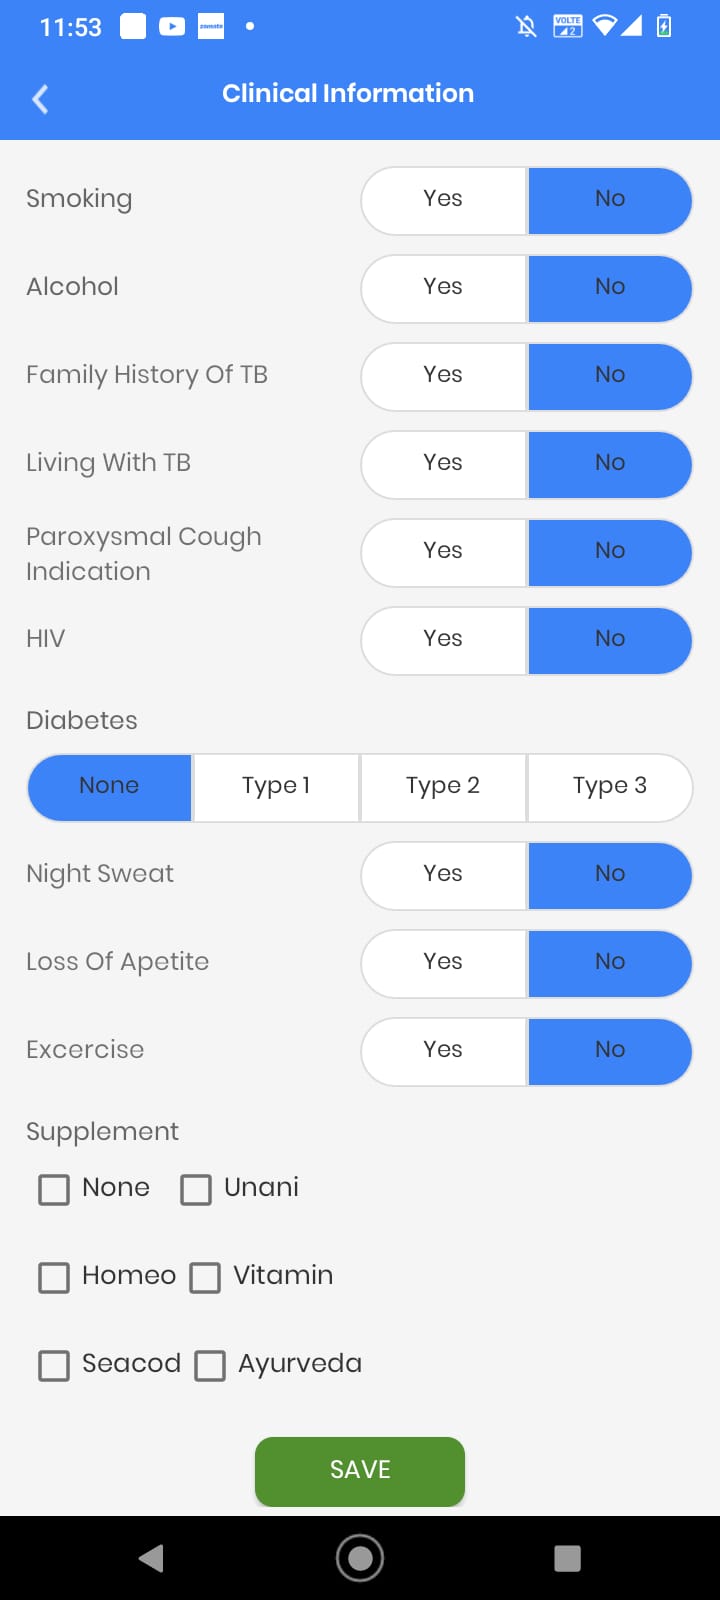 11:53 zomato VOLTE 2
Clinical Information
Smoking Yes No
Alcohol Yes No
Family History Of TB Yes No
Living With TB Yes No
Paroxysmal Cough
Indication Yes No
HIV Yes No
Diabetes
None Type 1 Type 2 Type 3
Night Sweat Yes No
Loss Of Apetite Yes No
Excercise Yes No
Supplement
None Unani
Homeo Vitamin
Seacod Ayurveda
SAVE